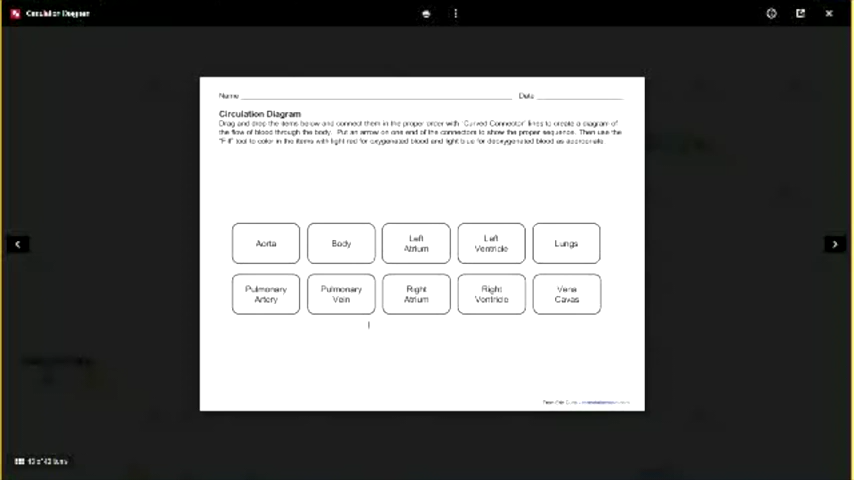 Circulation Diagram
Name
Date
Circulation Diagram
Drag and drop the items below and connect them in the proper order with "Curved Connector" lines to create a diagram of
the flow of blood through the body. Put an arrow on one end of the connectors to show the proper sequence. Then use the
"Fill" tool to color in the items with light red for oxygenated blood and light blue for deoxygenated blood as appropriate.
Aorta
Body
Left
Atrium
Left
Ventricle
Lungs
Pulmonary
Artery
Pulmonary
Vein
Right
Atrium
Right
Ventricle
Vena
Cavas